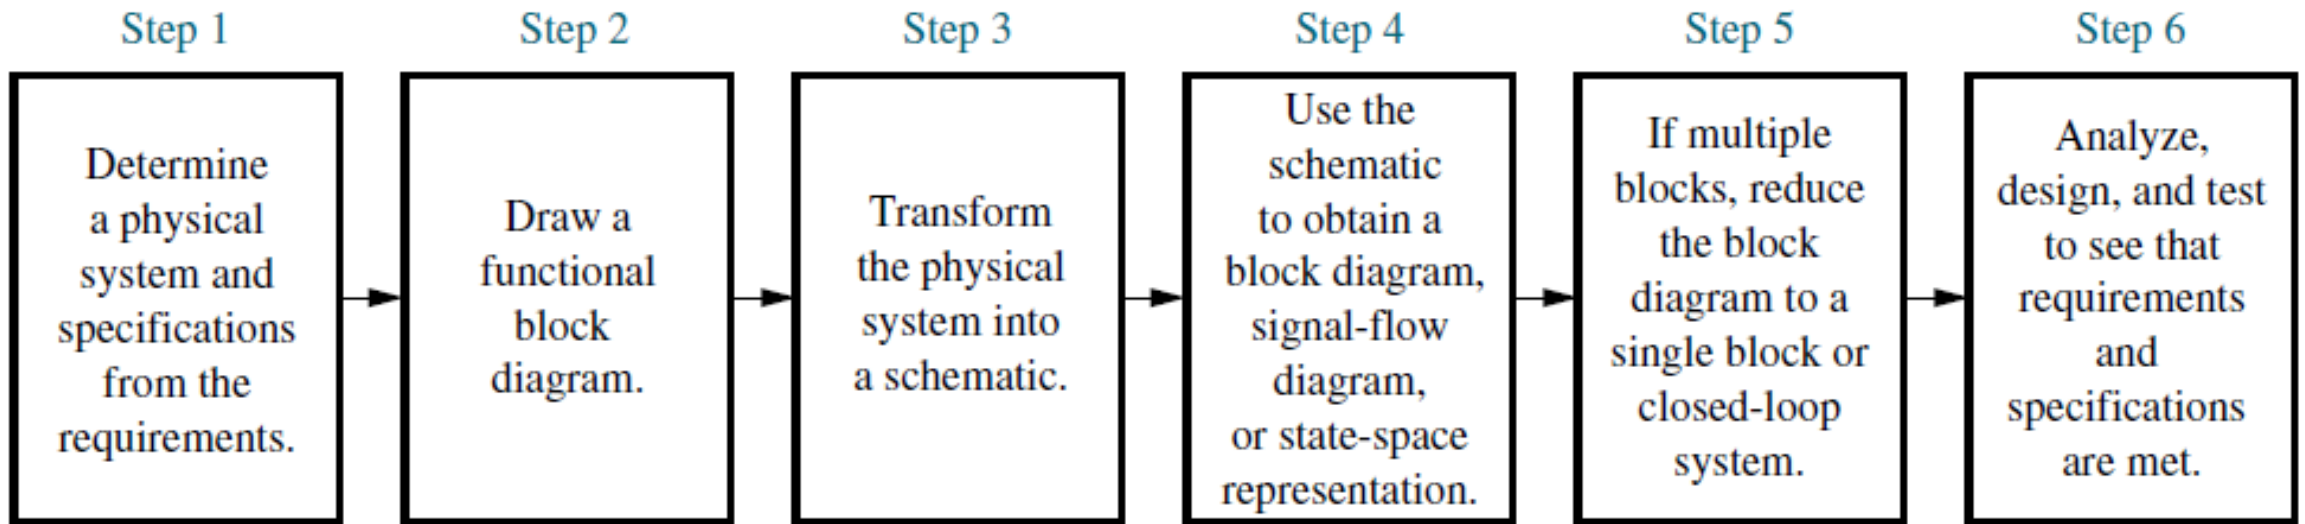 Step 1
Determine
a physical
system and
specifications
from the
requirements.
Step 2
Draw a
functional
block
diagram.
Step 3
Transform
the physical
system into
a schematic.
Step 4
Use the
schematic
to obtain a
block diagram,
signal-flow
diagram,
or state-space
representation.
Step 5
If multiple
blocks, reduce
the block
diagram to a
single block or
closed-loop
system.
Step 6
Analyze,
design, and test
to see that
requirements
and
specifications
are met.